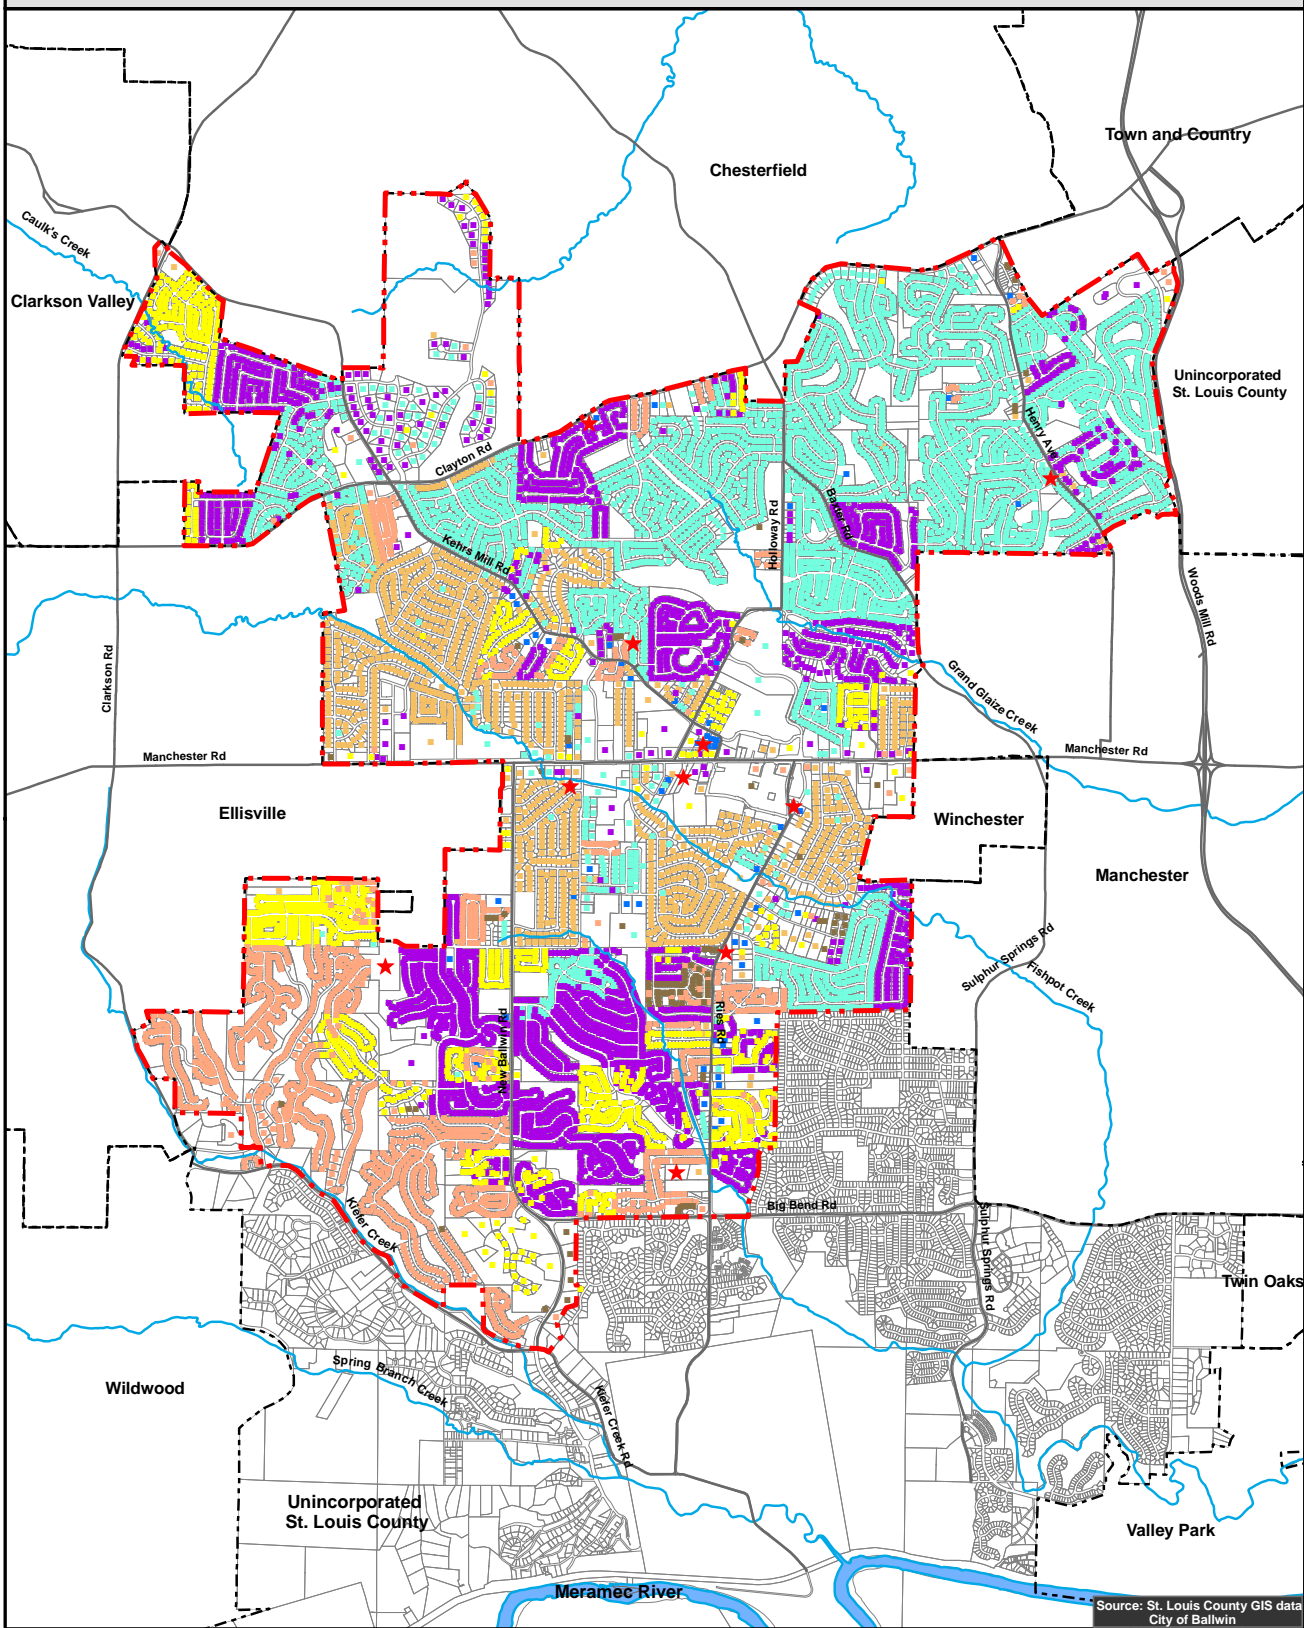 Town and Country
Chesterfield
Caulk's Creek
Clarkson Valley
Unincorporated
St. Louis County
Henry Ave
Clayton Rd
Baxter Rd
Holloway Rd
Kehrs Mill Rd
Woods Mill Rd
Clarkson Rd
Grand Glaize Creek
Manchester Rd
Manchester Rd
Ellisville
Winchester
Manchester
Sulphur Springs Rd
Fishpot Creek
New Ballwin Rd
Ries Rd
Kiefer Creek
Big Bend Rd
Sulphur Springs Rd
Twin Oaks
Spring Branch Creek
Wildwood
Kiefer Creek Rd
Unincorporated
St. Louis County
Valley Park
Meramec River
Source: St. Louis County GIS data
City of Ballwin